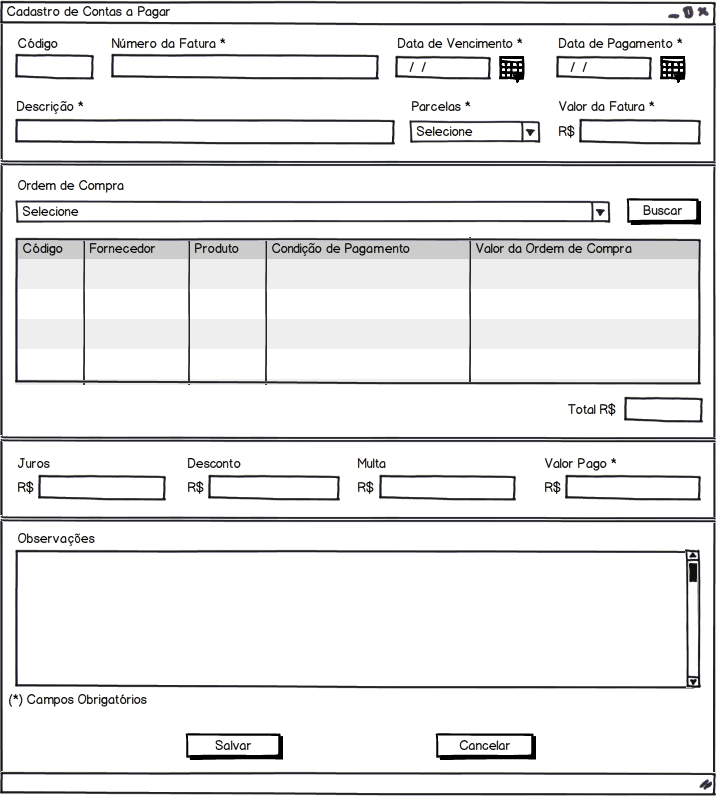 Cadastro de Contas a Pagar
Código Número da Fatura * Data de Vencimento * Data de Pagamento *
/ / / /
Descrição * Parcelas * Valor da Fatura *
Selecione R$
Ordem de Compra
Selecione Buscar
Código Fornecedor Produto Condição de Pagamento Valor da Ordem de Compra
Total R$
Juros Desconto Multa Valor Pago *
R$ R$ R$ R$
Observações
(*) Campos Obrigatórios
Salvar Cancelar